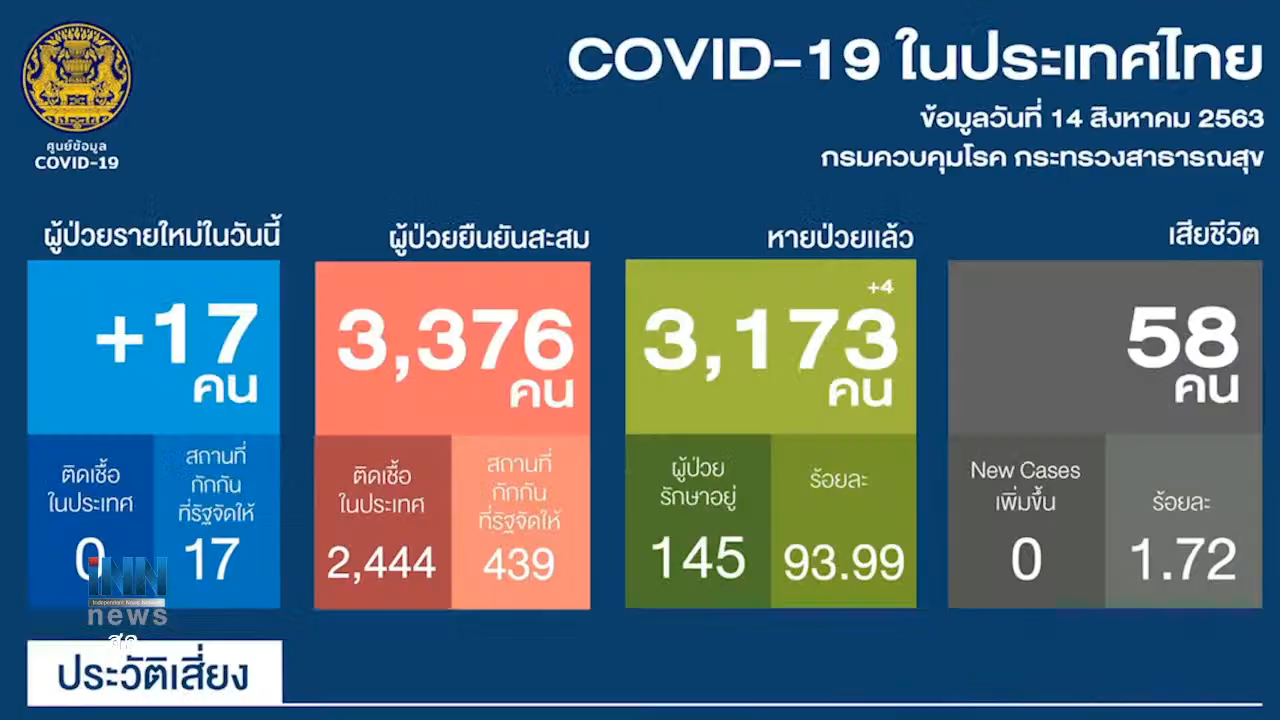 COVID-19 ในประเทศไทย
ข้อมูลวันที่ 14 สิงหาคม 2563
กรมควบคุมโรค กระทรวงสาธารณสุข
ศูนย์ข้อมูล
COVID-19
ผู้ป่วยรายใหม่ในวันนี้
+17
คน
ติดเชื้อ
ในประเทศ
0
สถานที่
กักกัน
ที่รัฐจัดให้
17
ผู้ป่วยยืนยันสะสม
3,376
คน
ติดเชื้อ
ในประเทศ
2,444
สถานที่
กักกัน
ที่รัฐจัดให้
439
หายป่วยแล้ว
+4
3,173
คน
ผู้ป่วย
รักษาอยู่
145
ร้อยละ
93.99
เสียชีวิต
58
คน
New Cases
เพิ่มขึ้น
0
ร้อยละ
1.72
iNN
Independent News Network
news
ประวัติเสี่ยง